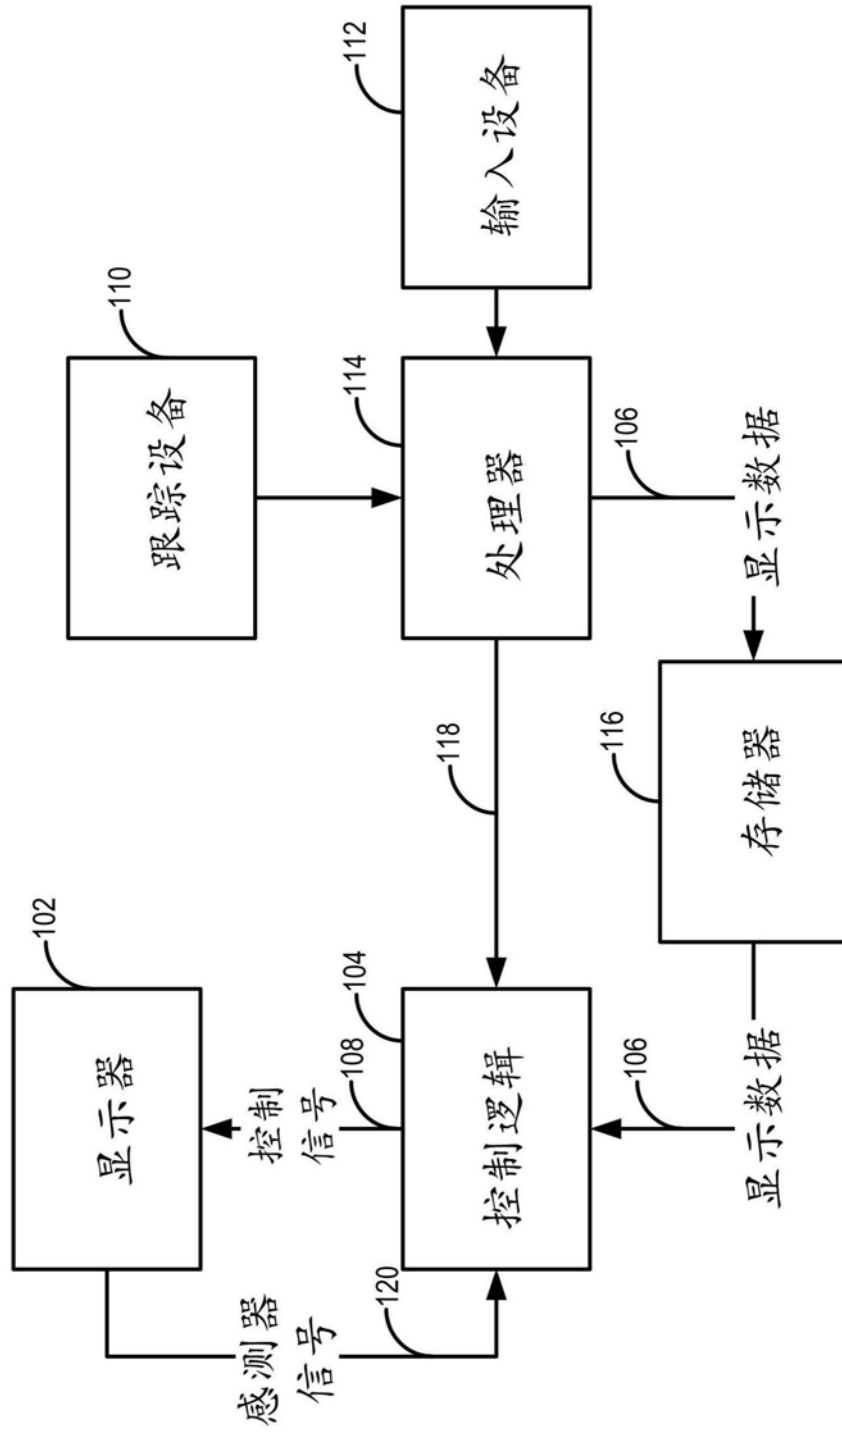 102
显示器
110
跟踪设备
感测器
信号
控制
信号
108
104
114
112
120
118
控制逻辑
处理器
输入设备
106
116
106
显示数据
存储器
显示数据